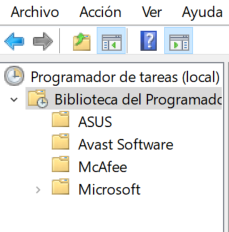 Archivo Acción Ver Ayuda
Programador de tareas (local)
Biblioteca del Programado
ASUS
Avast Software
McAfee
Microsoft